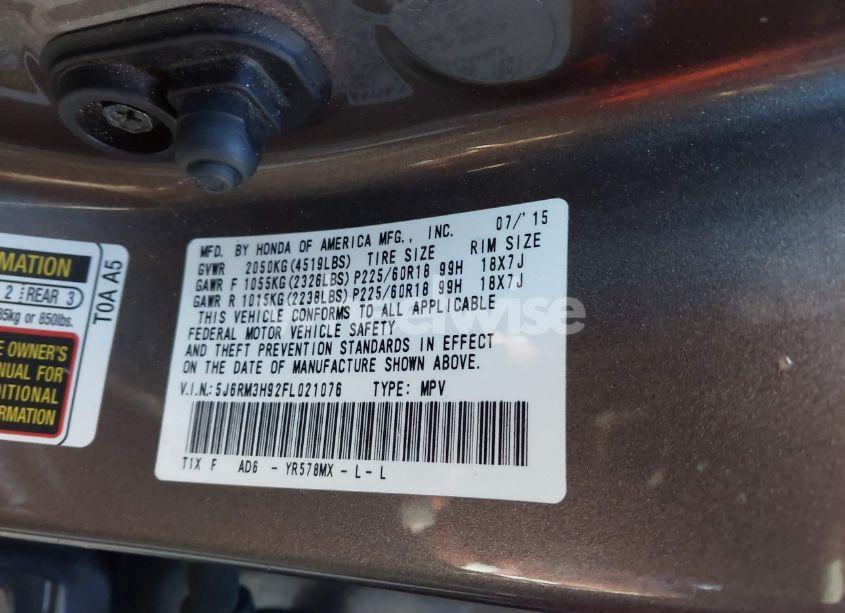 MFD. BY HONDA OF AMERICA MFG., INC. 07/'15
GVWR 2050KG(4519LBS) TIRE SIZE RIM SIZE
GAWR F 1055KG(2326LBS) P225/60R18 99H 18X7J
GAWR R 1015KG(2238LBS) P225/60R18 99H 18X7J
THIS VEHICLE CONFORMS TO ALL APPLICABLE
FEDERAL MOTOR VEHICLE SAFETY
AND THEFT PREVENTION STANDARDS IN EFFECT
ON THE DATE OF MANUFACTURE SHOWN ABOVE.
V.I.N.: 5J6RM3H92FL021076 TYPE: MPV
T1X F AD6 - YR578MX - L - L
MATION
2 REAR 3
85kg or 850lbs.
E OWNER'S
NUAL FOR
DITIONAL
ORMATION
T0A A5